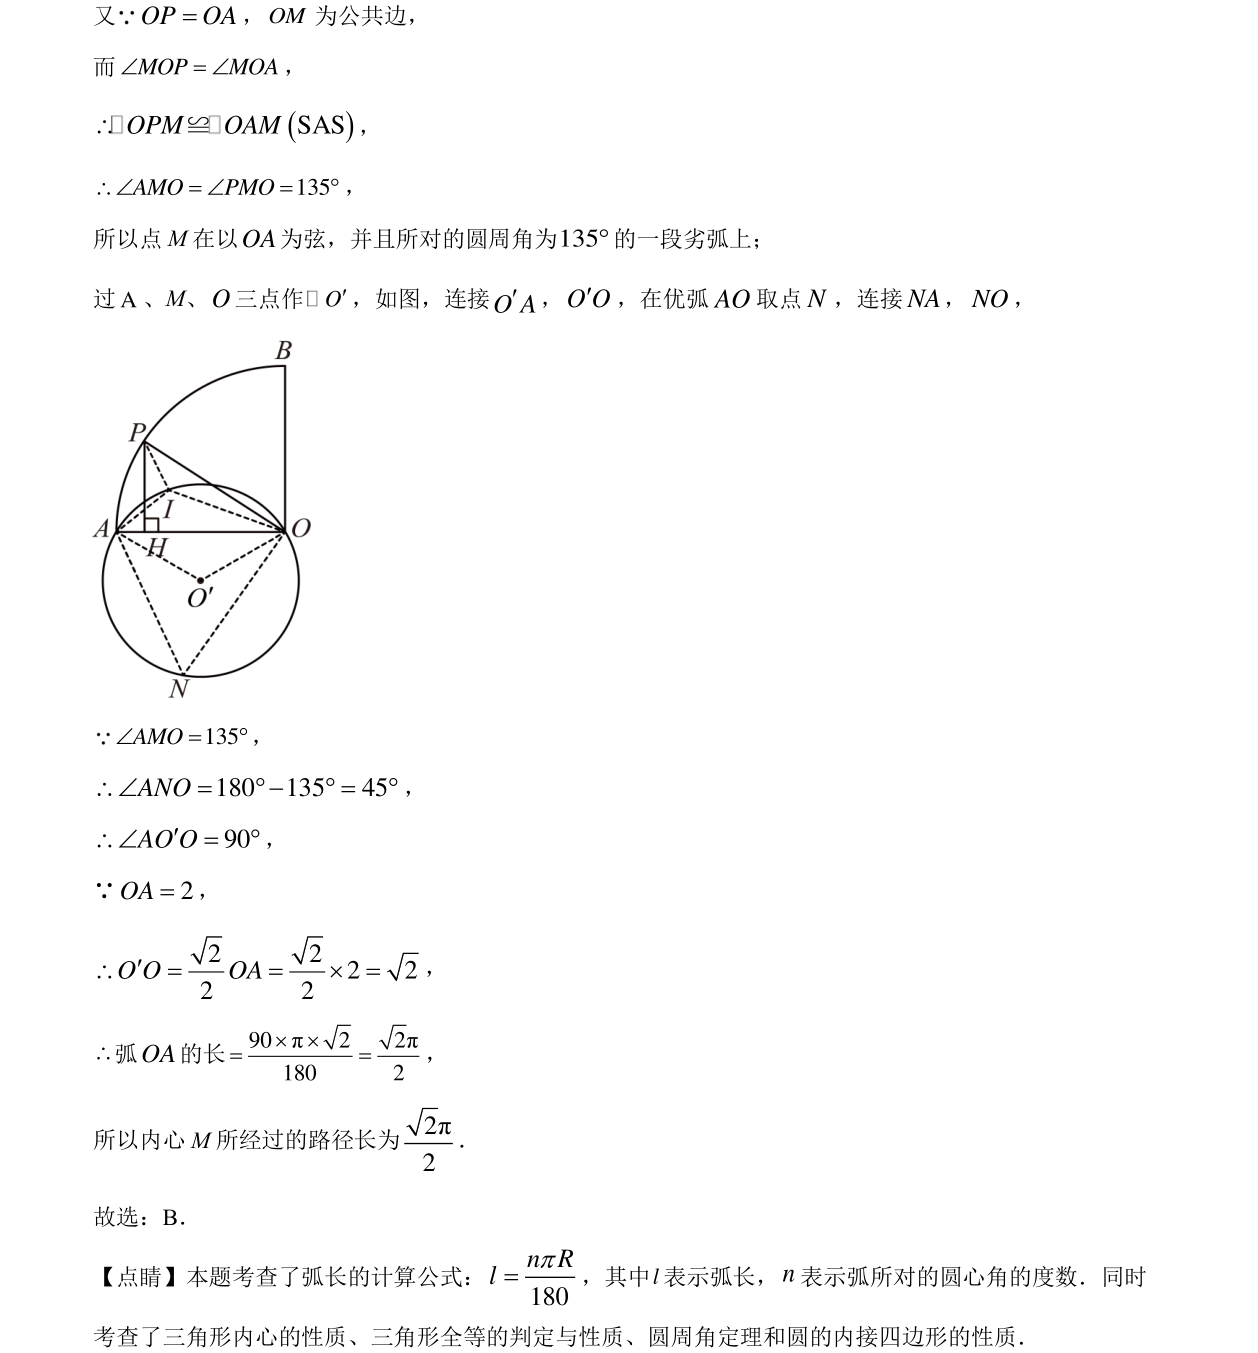 又∵OP=OA，OM 为公共边，
而∠MOP=∠MOA，
∴□OPM≌□OAM(SAS)，
∴∠AMO=∠PMO=135°，
所以点M在以OA为弦，并且所对的圆周角为135°的一段劣弧上；
过A、M、O三点作□O′，如图，连接O′A，O′O，在优弧AO取点N，连接NA，NO，
B
P
I
A
H
O
O′
N
∵∠AMO=135°，
∴∠ANO=180°−135°=45°，
∴∠AO′O=90°，
∵OA=2，
∴O′O=√2/2 OA=√2/2×2=√2，
∴弧OA的长=90×π×√2/180=√2π/2，
所以内心M所经过的路径长为√2π/2．
故选：B．
【点睛】本题考查了弧长的计算公式：l=nπR/180，其中l表示弧长，n表示弧所对的圆心角的度数．同时
考查了三角形内心的性质、三角形全等的判定与性质、圆周角定理和圆的内接四边形的性质．